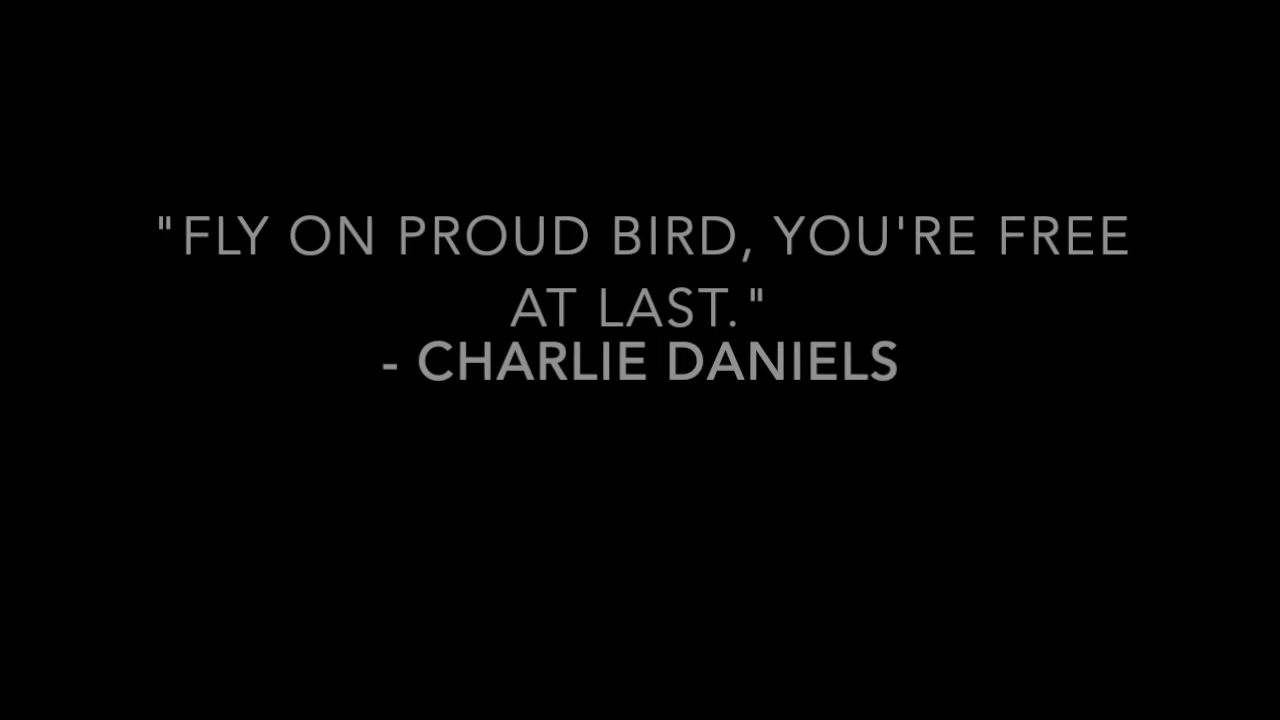 "FLY ON PROUD BIRD, YOU'RE FREE
AT LAST."
- CHARLIE DANIELS